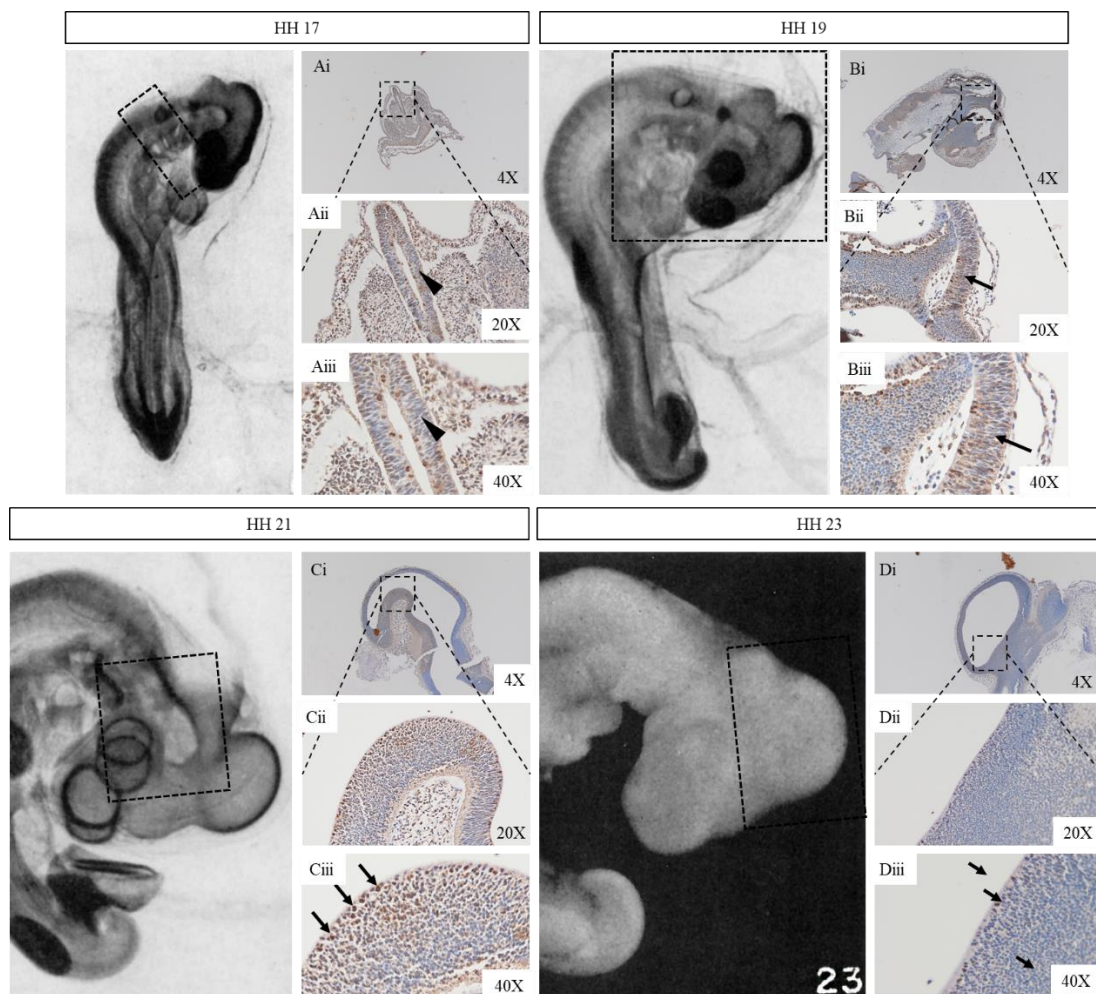 HH 17
HH 19
Ai
4X
Aii
20X
Aiii
40X
Bi
4X
Bii
20X
Biii
40X
HH 21
HH 23
Ci
4X
Cii
20X
Ciii
40X
23
Di
4X
Dii
20X
Diii
40X